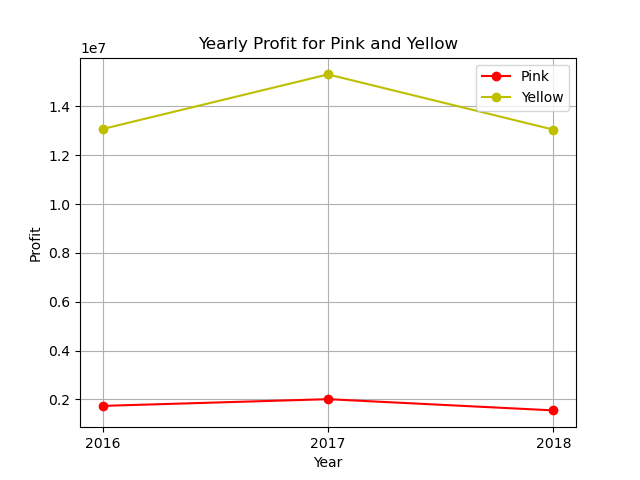 Yearly Profit for Pink and Yellow
1e7
Pink
Yellow
1.4
1.2
1.0
0.8
0.6
0.4
0.2
Profit
2016 2017 2018
Year